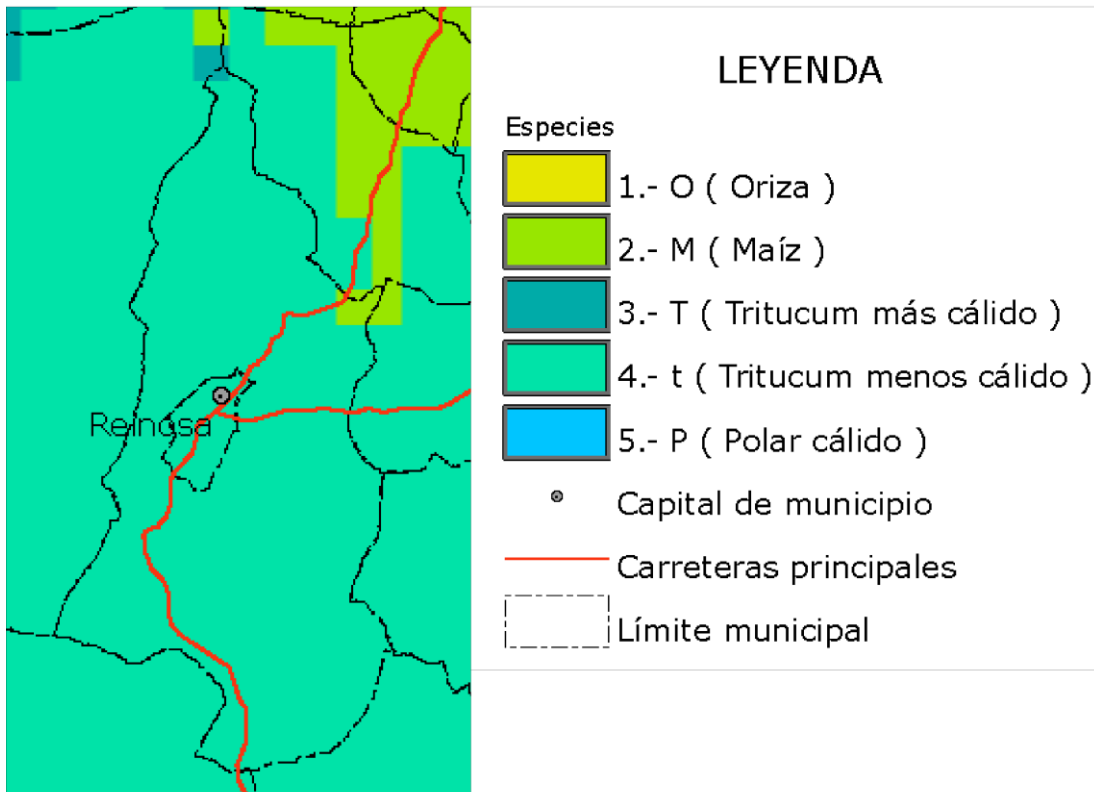 Reinosa
LEYENDA
Especies
1.- O ( Oriza )
2.- M ( Maíz )
3.- T ( Tritucum más cálido )
4.- t ( Tritucum menos cálido )
5.- P ( Polar cálido )
Capital de municipio
Carreteras principales
Límite municipal